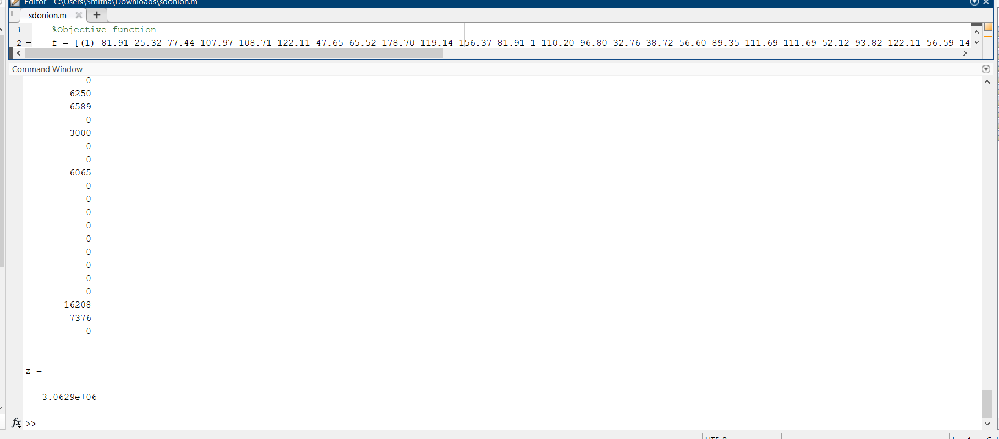 Editor - C:\Users\Smitha\Downloads\sdonion.m
sdonion.m
1 %Objective function
2 f = [(1) 81.91 25.32 77.44 107.97 108.71 122.11 47.65 65.52 178.70 119.14 156.37 81.91 1 110.20 96.80 32.76 38.72 56.60 89.35 111.69 111.69 52.12 93.82 122.11 56.59 14
Command Window
0
6250
6589
0
3000
0
0
6065
0
0
0
0
0
0
0
0
0
16208
7376
0
z =
3.0629e+06
fx >>